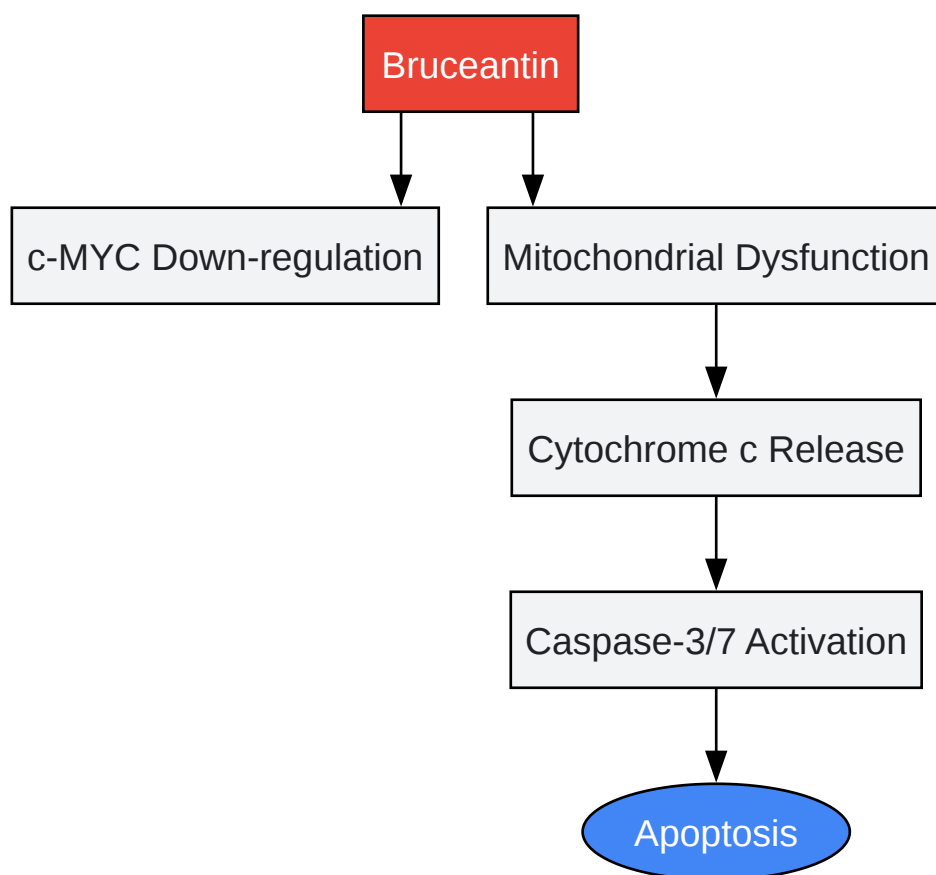 Bruceantin
c-MYC Down-regulation
Mitochondrial Dysfunction
Cytochrome c Release
Caspase-3/7 Activation
Apoptosis